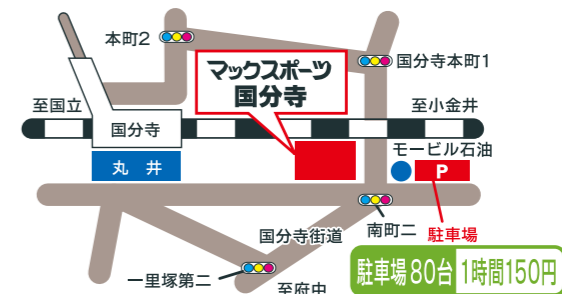 本町2
国分寺本町1
マックスポーツ
国分寺
至国立
至小金井
国分寺
モービル石油
丸井
P
国分寺街道
南町二
駐車場
一里塚第二
至府中
駐車場80台
1時間150円